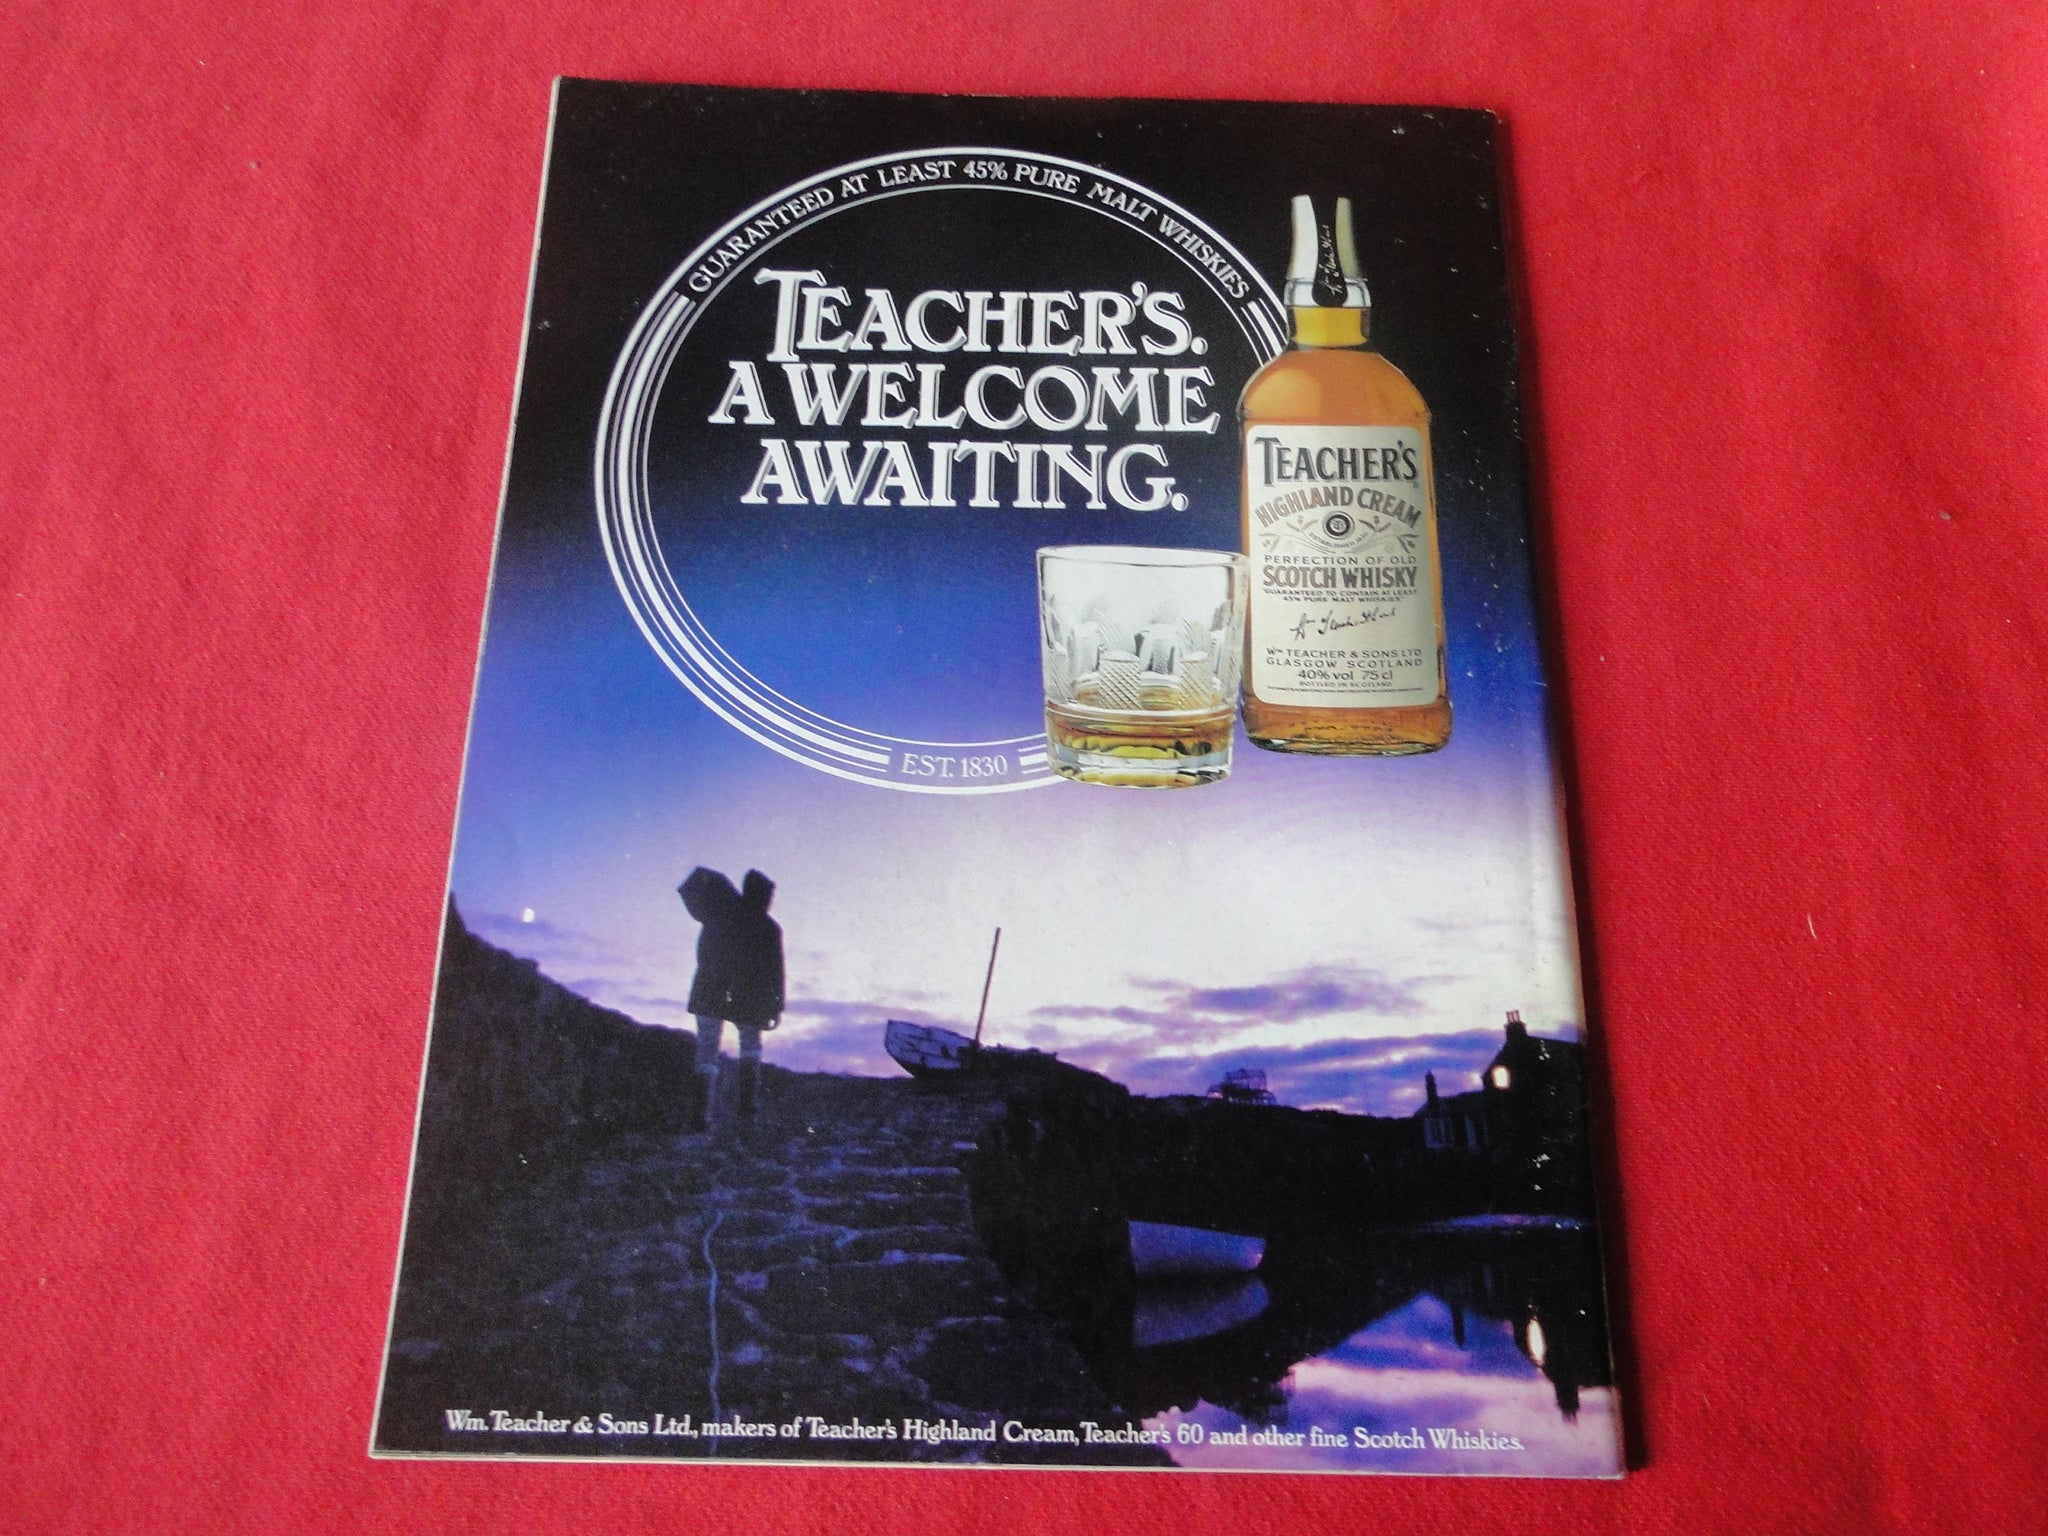 GUARANTEED AT LEAST 45% PURE MALT WHISKIES
TEACHER'S.
A WELCOME
AWAITING.
EST. 1830
TEACHER'S
HIGHLAND CREAM
ESTABLISHED 1830
PERFECTION OF OLD
SCOTCH WHISKY
"GUARANTEED TO CONTAIN AT LEAST
45% PURE MALT WHISKIES"
Wm TEACHER & SONS LTD
GLASGOW SCOTLAND
40% vol 75 cl
BOTTLED IN SCOTLAND
Wm. Teacher & Sons Ltd., makers of Teacher's Highland Cream, Teacher's 60 and other fine Scotch Whiskies.